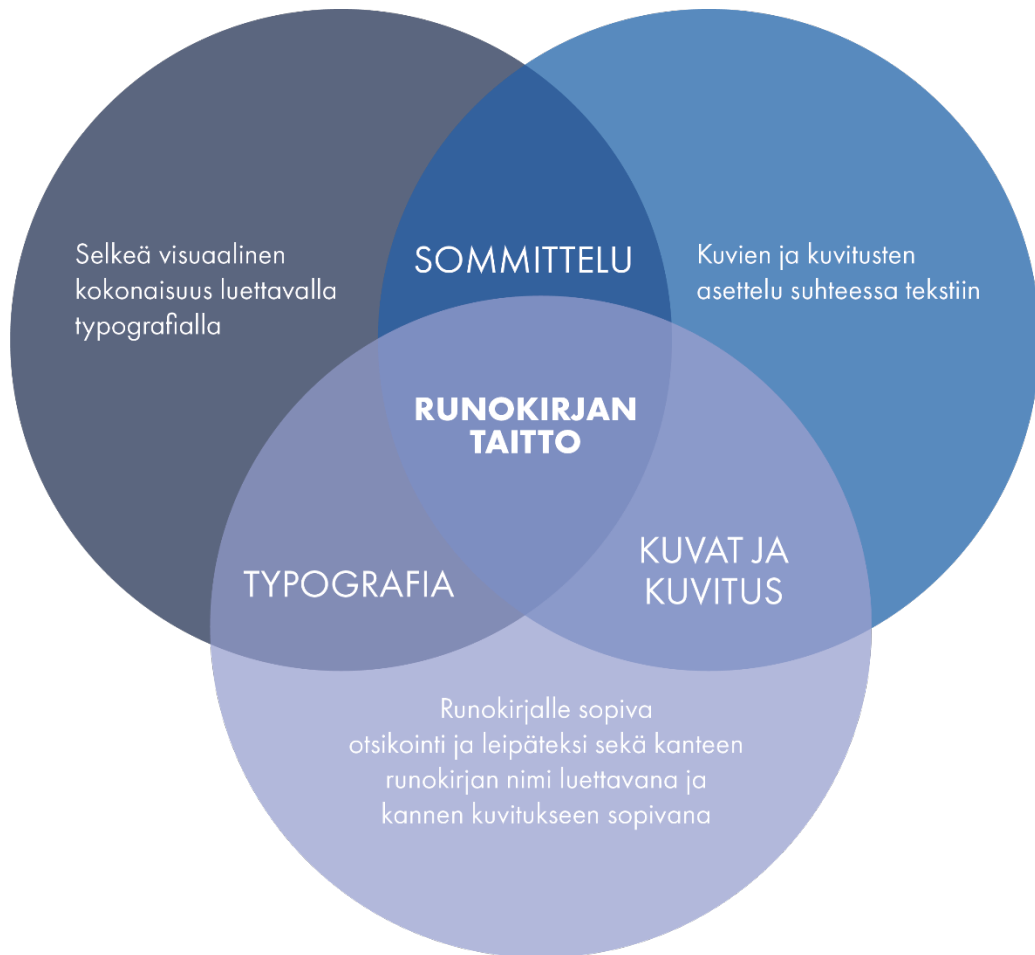 Selkeä visuaalinen
kokonaisuus luettavalla
typografialla
SOMMITTELU
Kuvien ja kuvitusten
asettelu suhteessa tekstiin
RUNOKIRJAN
TAITTO
TYPOGRAFIA
KUVAT JA
KUVITUS
Runokirjalle sopiva
otsikointi ja leipäteksi sekä kanteen
runokirjan nimi luettavana ja
kannen kuvitukseen sopivana